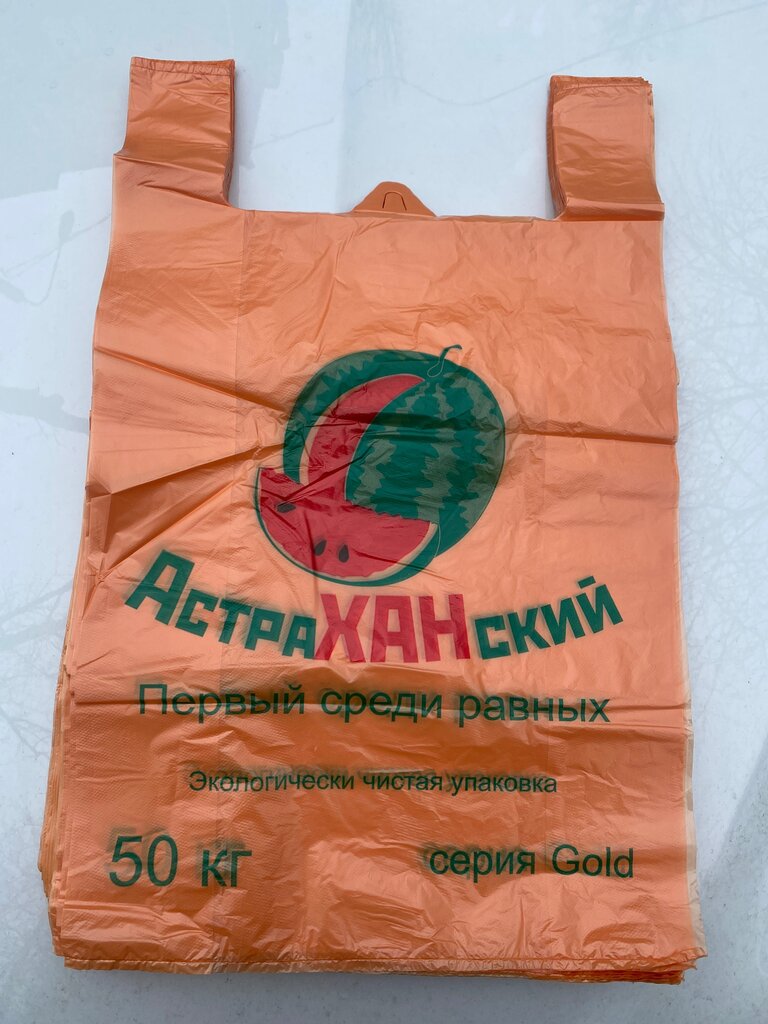 АстраХАНский
Первый среди равных
Экологически чистая упаковка
50 кг
серия Gold